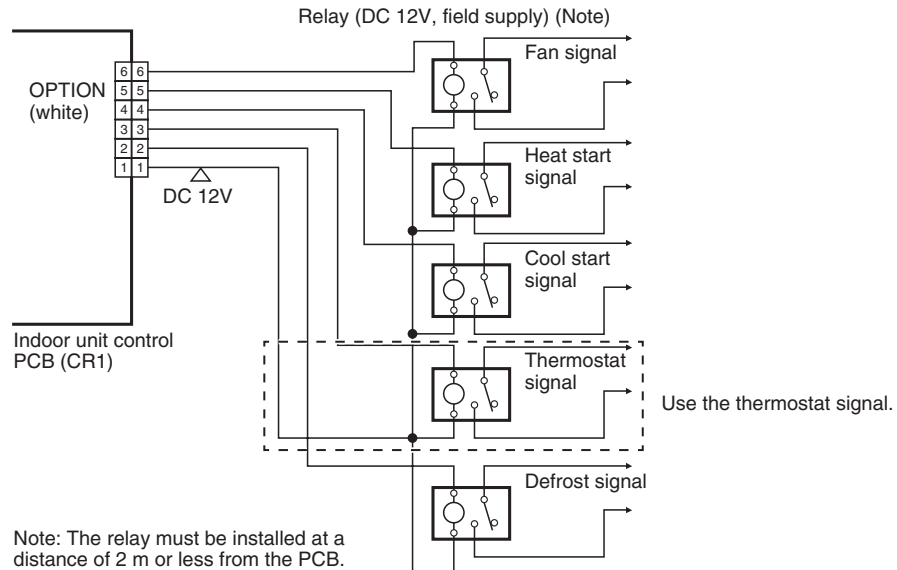 Relay (DC 12V, field supply) (Note)
Fan signal
OPTION
(white)
6 6
5 5
4 4
3 3
2 2
1 1
DC 12V
Heat start
signal
Cool start
signal
Indoor unit control
PCB (CR1)
Thermostat
signal
Use the thermostat signal.
Defrost signal
Note: The relay must be installed at a
distance of 2 m or less from the PCB.